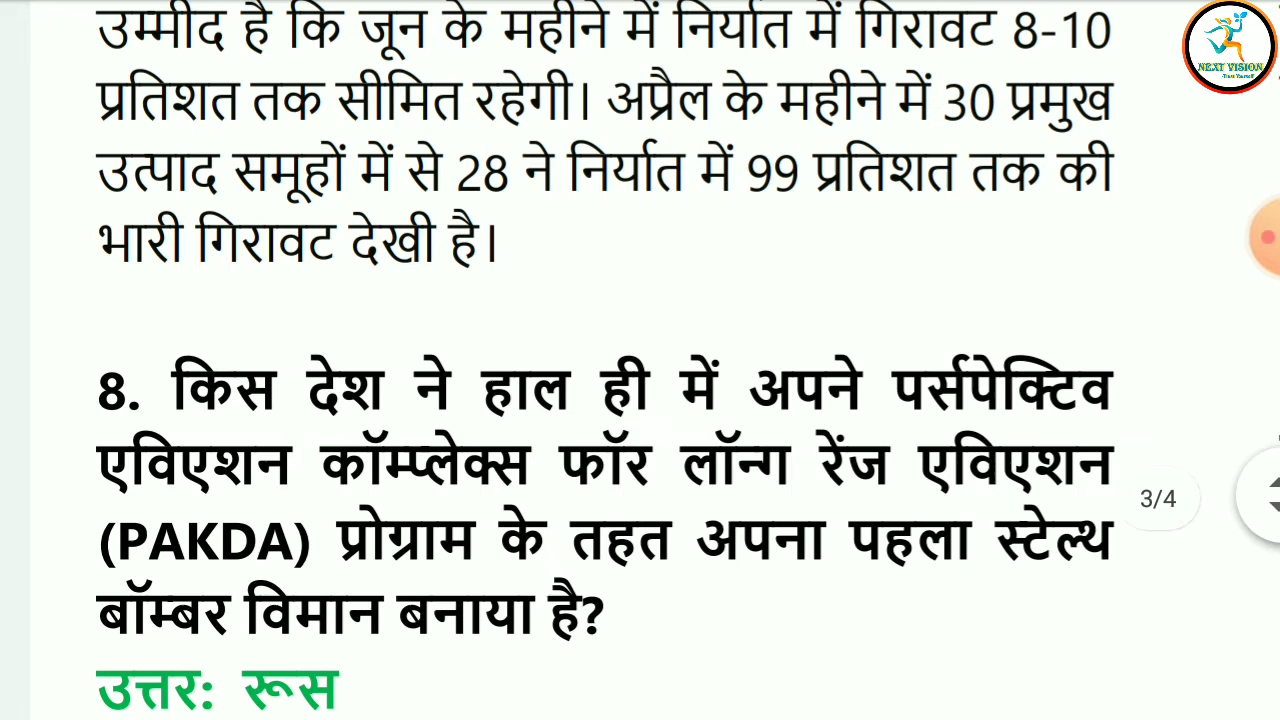 उम्मीद है कि जून के महीने में निर्यात में गिरावट 8-10
प्रतिशत तक सीमित रहेगी। अप्रैल के महीने में 30 प्रमुख
उत्पाद समूहों में से 28 ने निर्यात में 99 प्रतिशत तक की
भारी गिरावट देखी है।
8. किस देश ने हाल ही में अपने पर्सपेक्टिव
एविएशन कॉम्प्लेक्स फॉर लॉन्ग रेंज एविएशन
(PAKDA) प्रोग्राम के तहत अपना पहला स्टेल्थ
बॉम्बर विमान बनाया है?
उत्तर: रूस
3/4
NEXT VISION
-Trust Yourself